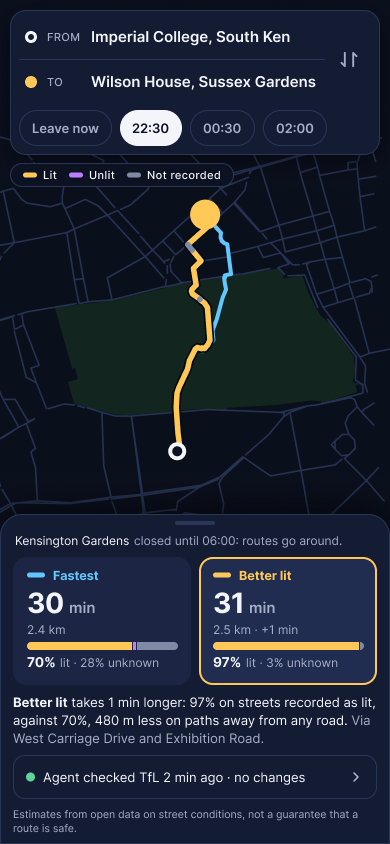 FROM Imperial College, South Ken
TO Wilson House, Sussex Gardens
Leave now 22:30 00:30 02:00
Lit Unlit Not recorded
Kensington Gardens closed until 06:00: routes go around.
Fastest
30 min
2.4 km
70% lit · 28% unknown
Better lit
31 min
2.5 km · +1 min
97% lit · 3% unknown
Better lit takes 1 min longer: 97% on streets recorded as lit,
against 70%, 480 m less on paths away from any road. Via
West Carriage Drive and Exhibition Road.
Agent checked TfL 2 min ago · no changes
Estimates from open data on street conditions, not a guarantee that a
route is safe.